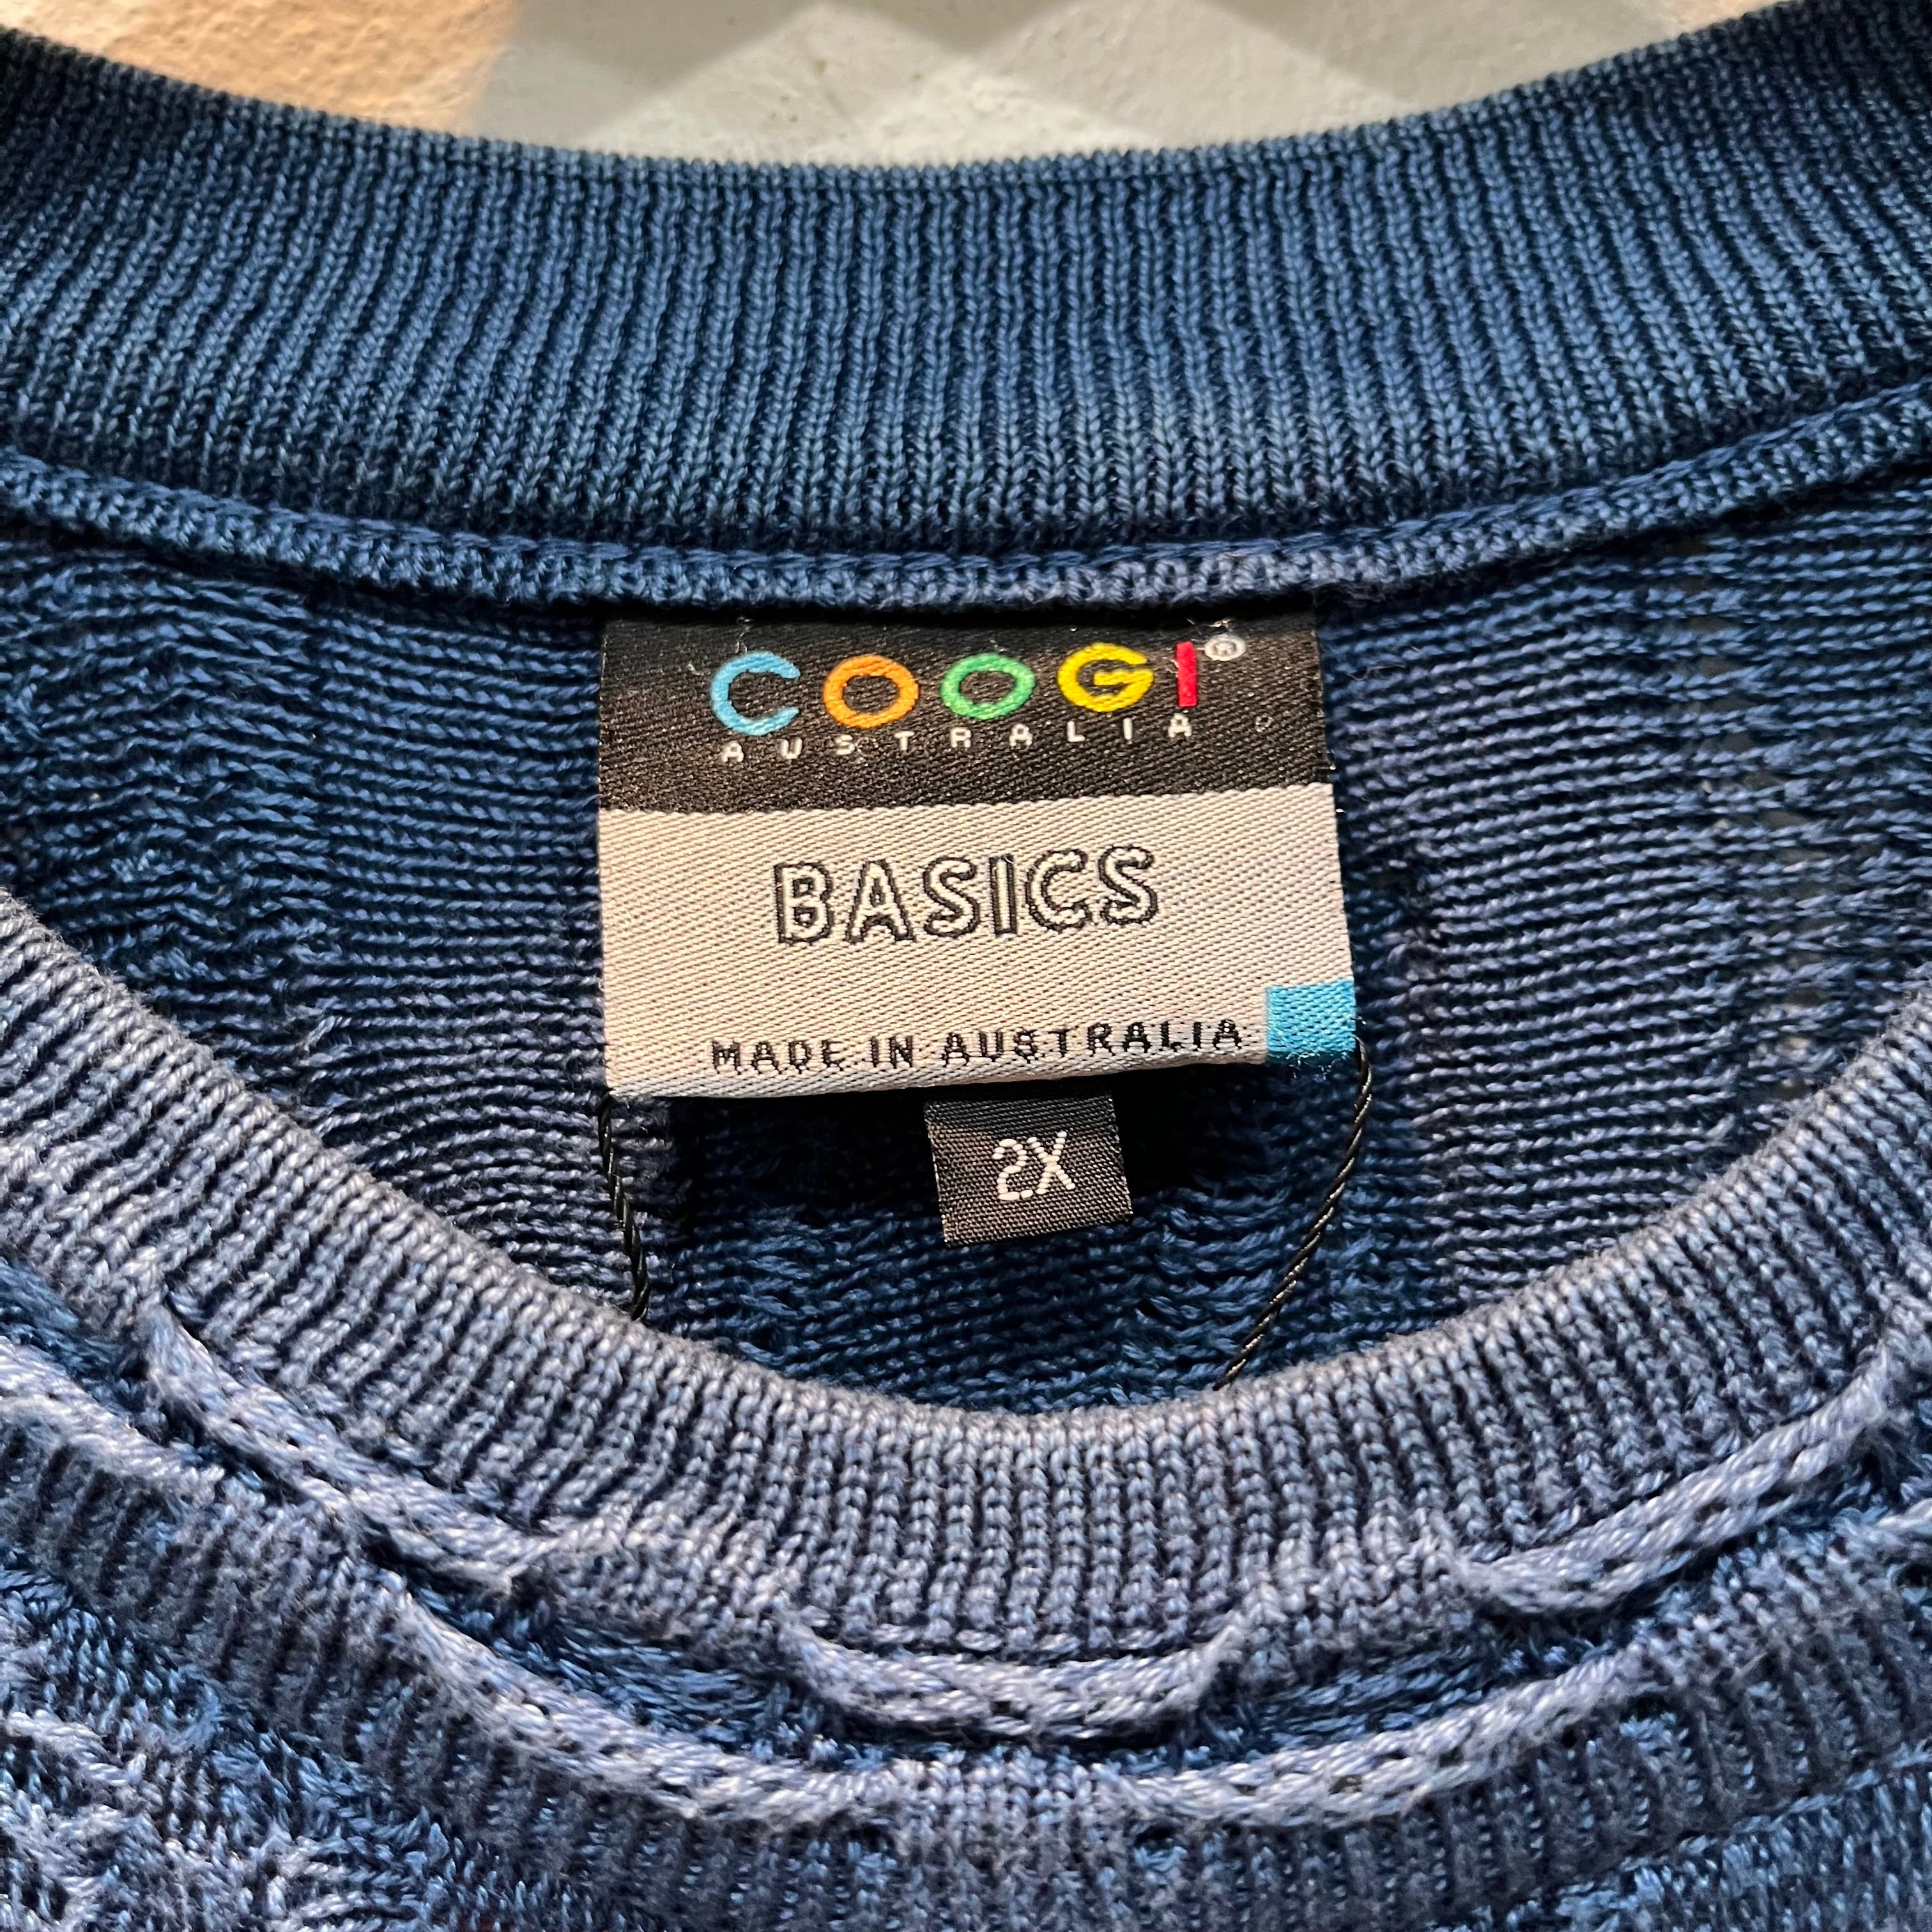 COOGI®
AUSTRALIA
BASICS
MADE IN AUSTRALIA
2X